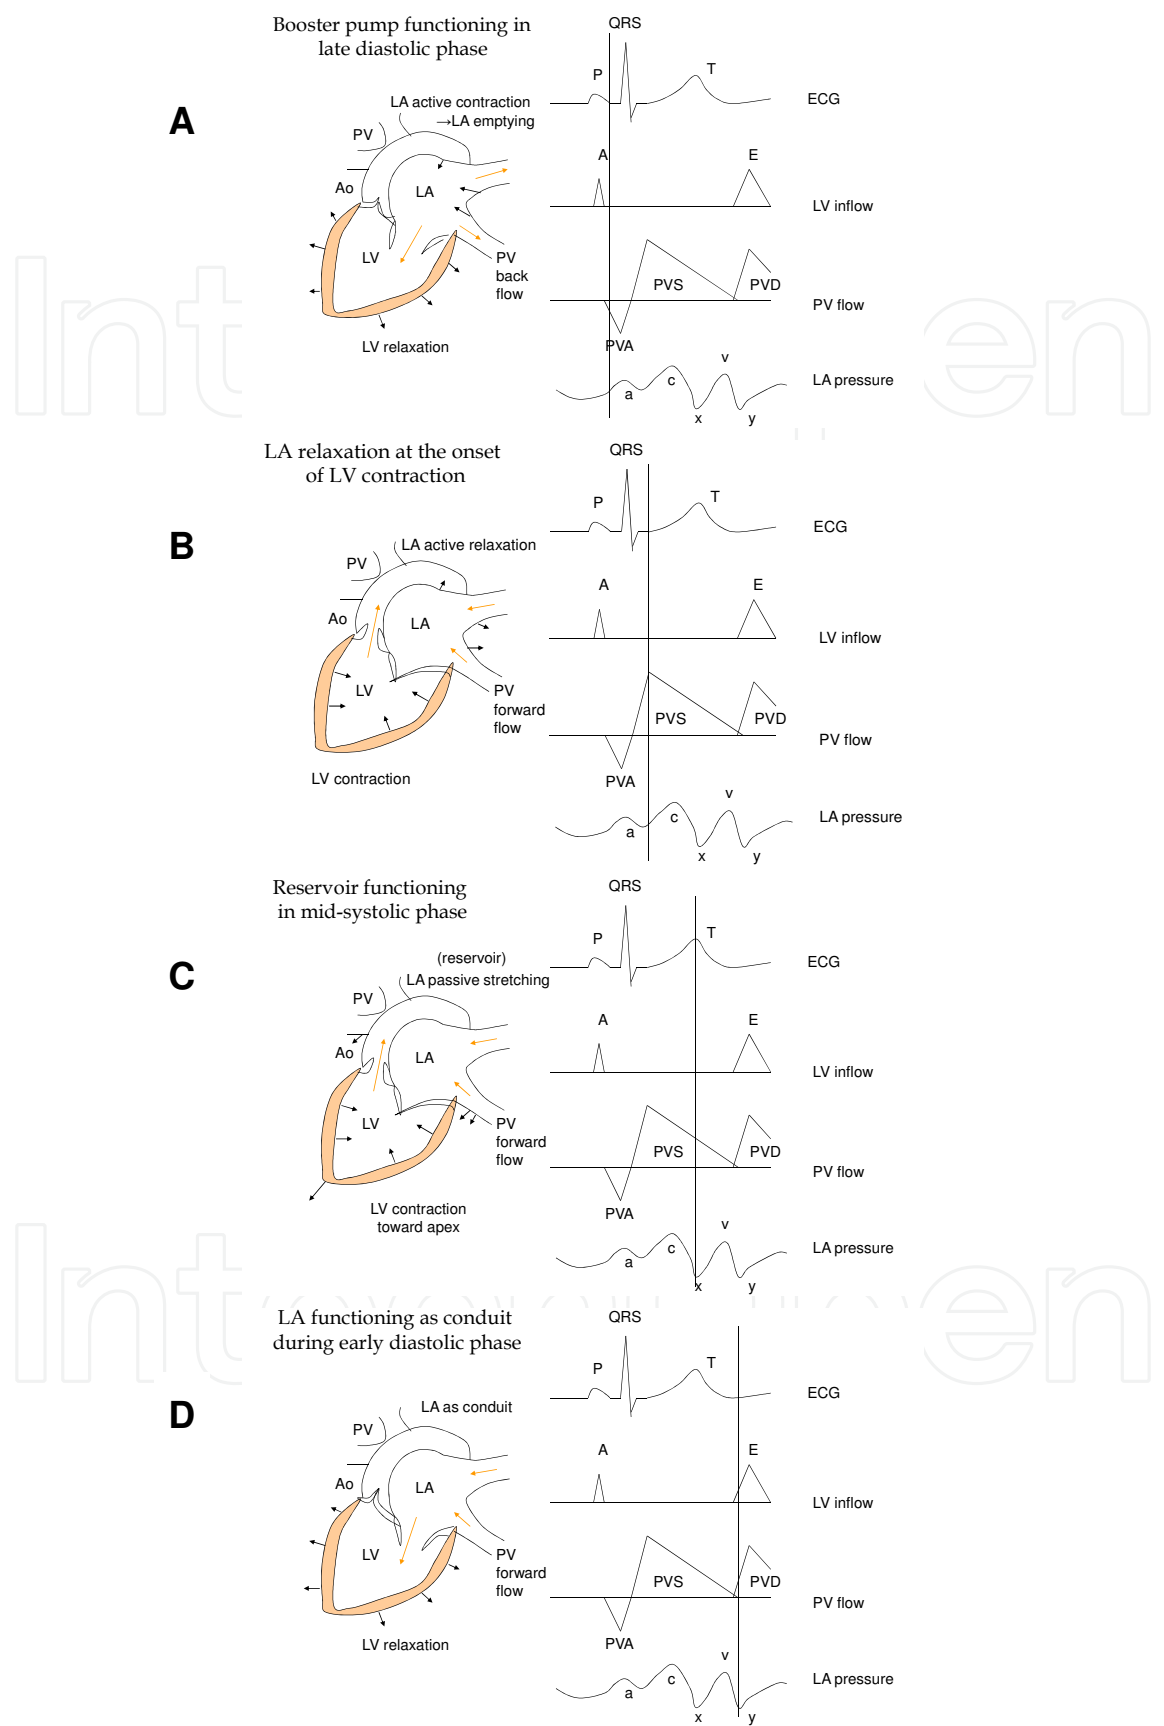 Booster pump functioning in
late diastolic phase
A
LA active contraction
→LA emptying
PV
Ao
LA
LV
PV
back
flow
LV relaxation
QRS
P
T
ECG
A
E
LV inflow
PVS
PVD
PV flow
PVA
v
c
a
x
y
LA pressure
LA relaxation at the onset
of LV contraction
B
LA active relaxation
PV
Ao
LA
LV
PV
forward
flow
LV contraction
QRS
P
T
ECG
A
E
LV inflow
PVS
PVD
PV flow
PVA
v
c
a
x
y
LA pressure
Reservoir functioning
in mid-systolic phase
C
(reservoir)
LA passive stretching
PV
Ao
LA
LV
PV
forward
flow
LV contraction
toward apex
QRS
P
T
ECG
A
E
LV inflow
PVS
PVD
PV flow
PVA
v
c
a
x
y
LA pressure
LA functioning as conduit
during early diastolic phase
D
LA as conduit
PV
Ao
LA
LV
PV
forward
flow
LV relaxation
QRS
P
T
ECG
A
E
LV inflow
PVS
PVD
PV flow
PVA
v
c
a
x
y
LA pressure